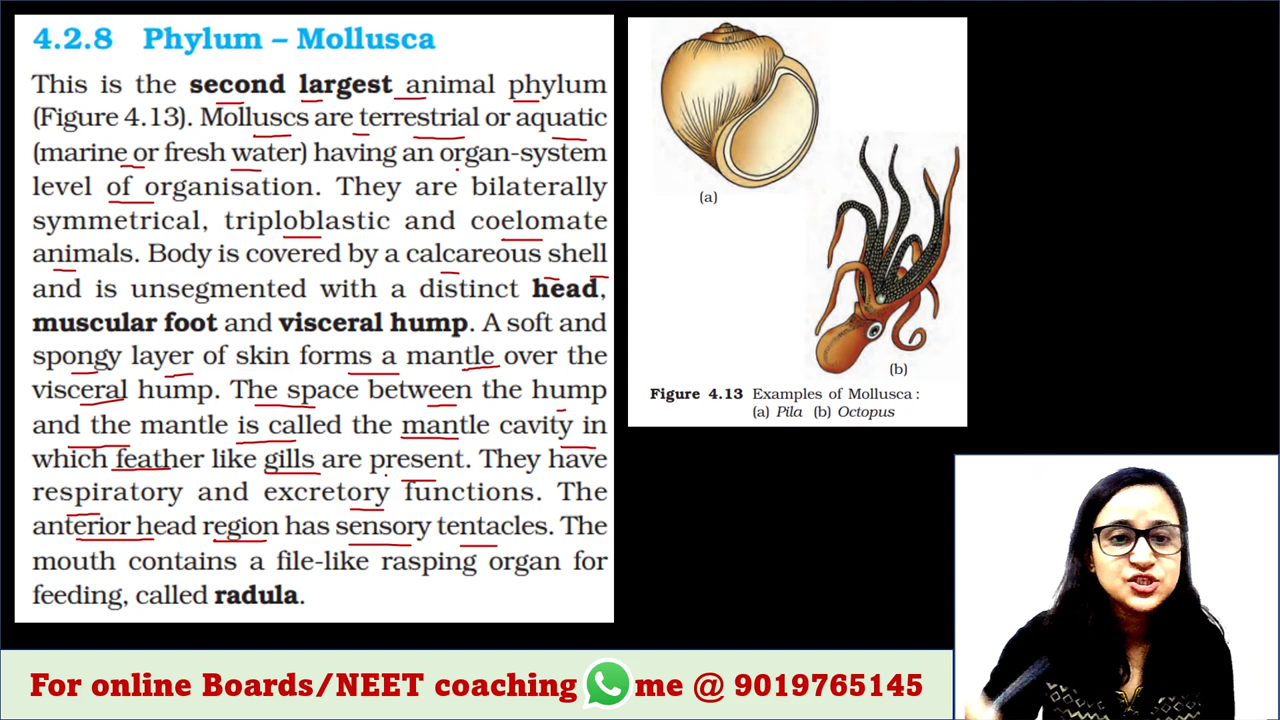 4.2.8 Phylum – Mollusca
This is the second largest animal phylum
(Figure 4.13). Molluscs are terrestrial or aquatic
(marine or fresh water) having an organ-system
level of organisation. They are bilaterally
symmetrical, triploblastic and coelomate
animals. Body is covered by a calcareous shell
and is unsegmented with a distinct head,
muscular foot and visceral hump. A soft and
spongy layer of skin forms a mantle over the
visceral hump. The space between the hump
and the mantle is called the mantle cavity in
which feather like gills are present. They have
respiratory and excretory functions. The
anterior head region has sensory tentacles. The
mouth contains a file-like rasping organ for
feeding, called radula.
(a)
(b)
Figure 4.13 Examples of Mollusca :
(a) Pila (b) Octopus
For online Boards/NEET coaching me @ 9019765145